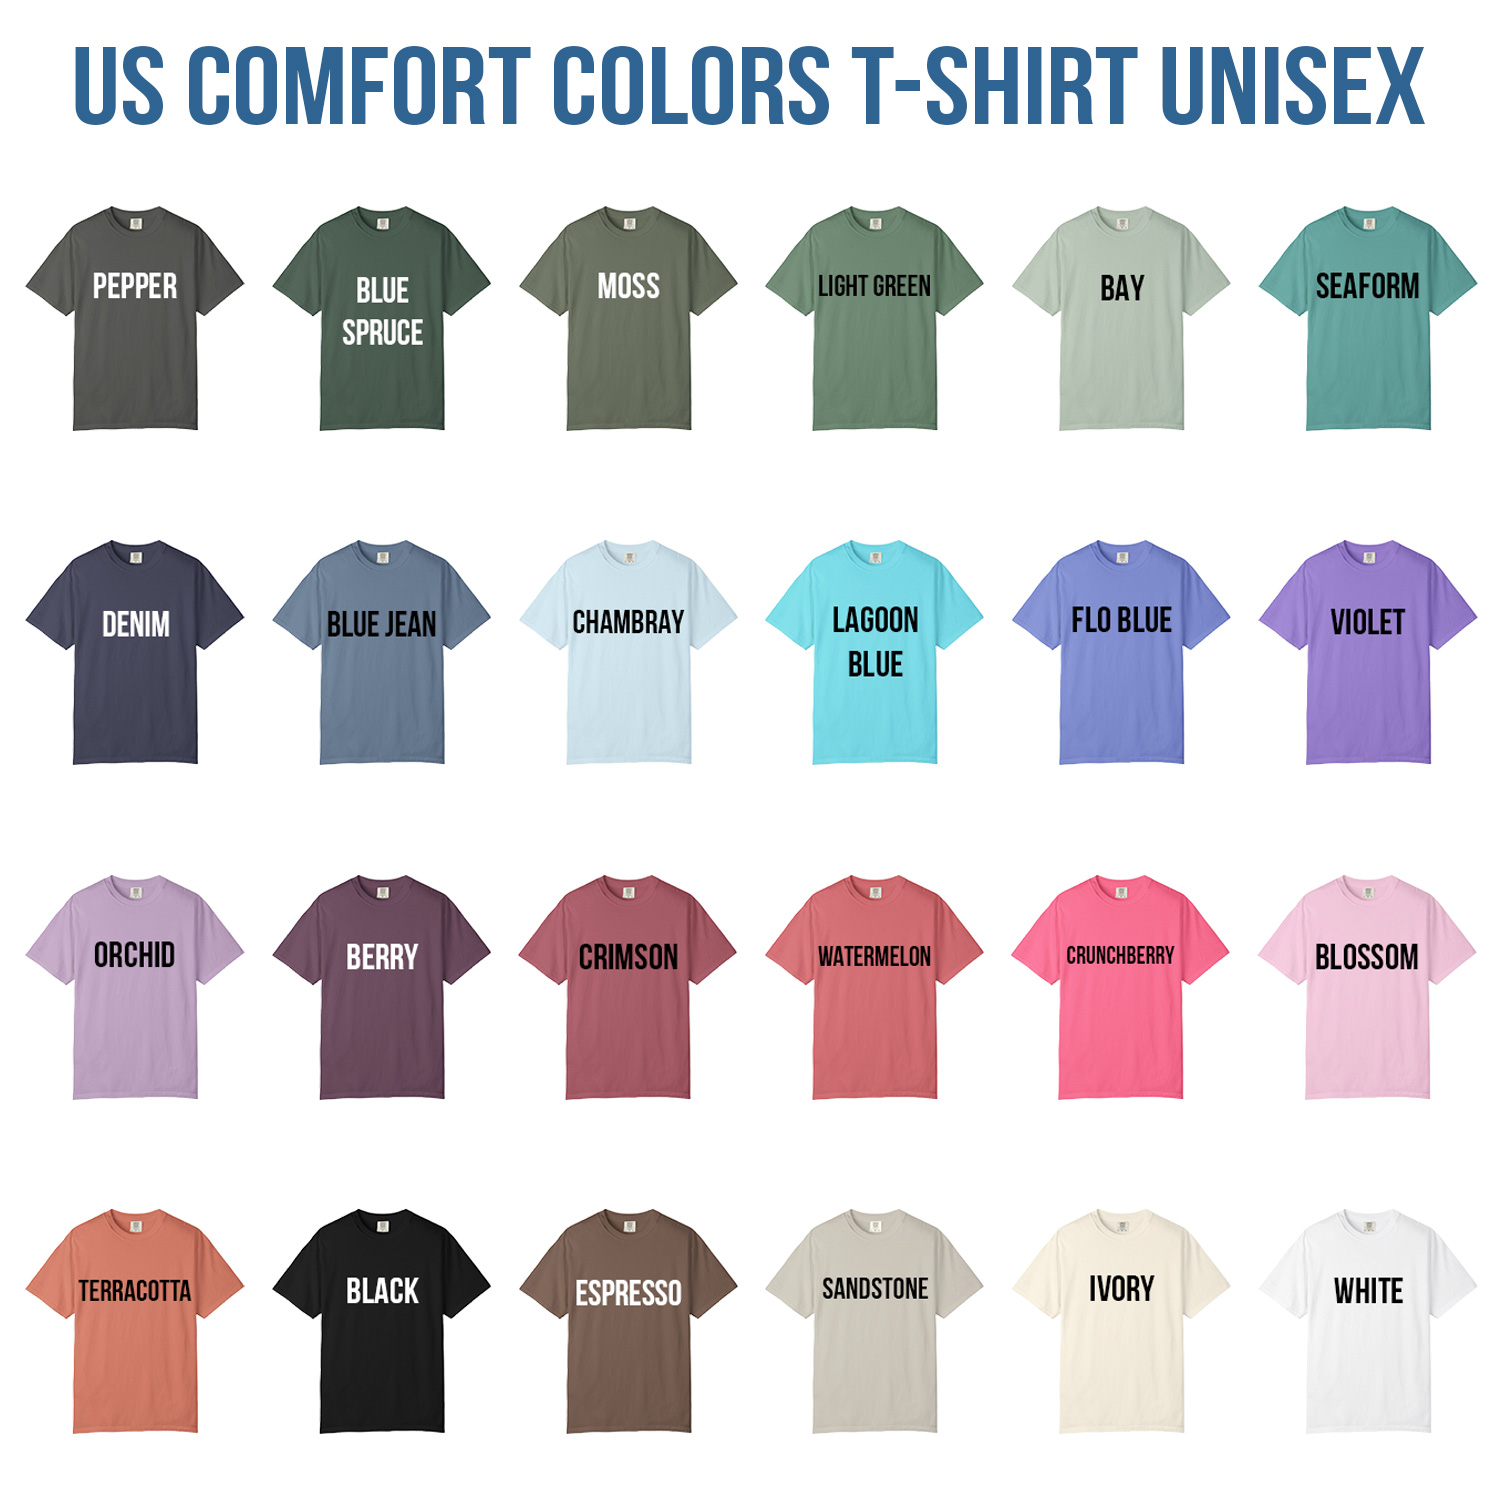 US COMFORT COLORS T-SHIRT UNISEX
PEPPER
BLUE
SPRUCE
MOSS
LIGHT GREEN
BAY
SEAFORM
DENIM
BLUE JEAN
CHAMBRAY
LAGOON
BLUE
FLO BLUE
VIOLET
ORCHID
BERRY
CRIMSON
WATERMELON
CRUNCHBERRY
BLOSSOM
TERRACOTTA
BLACK
ESPRESSO
SANDSTONE
IVORY
WHITE